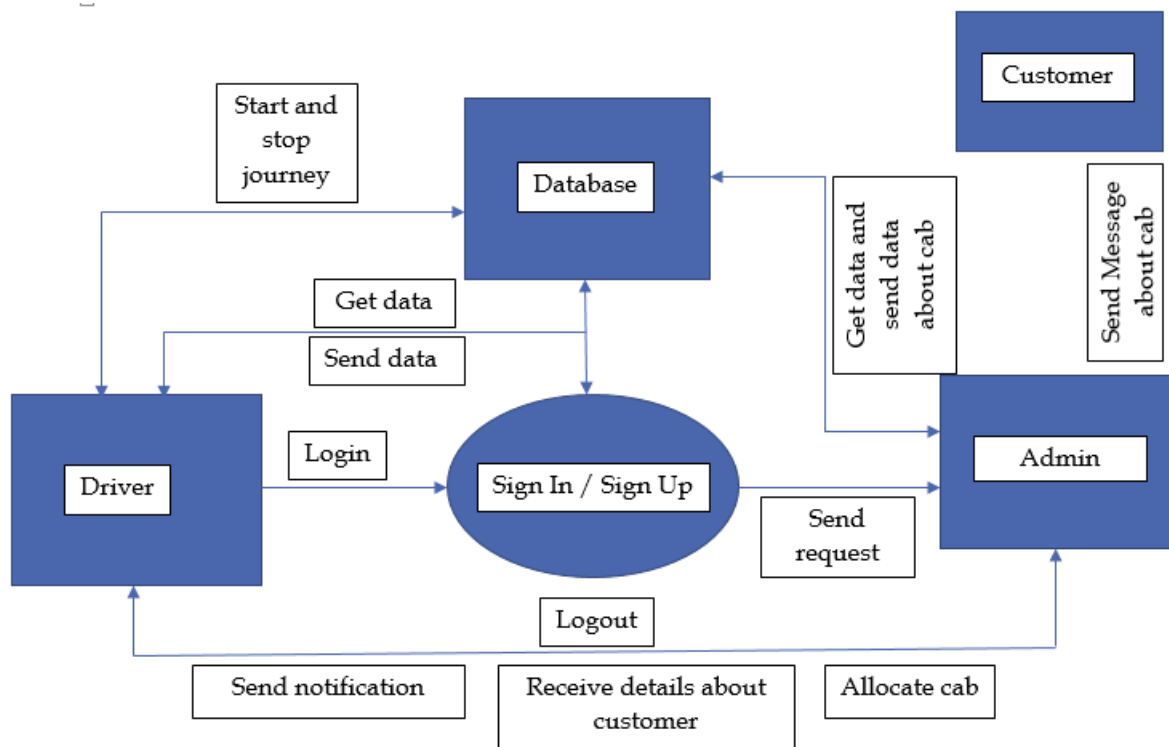 Customer
Start and
stop
journey
Database
Get data and
send data
about cab
Send Message
about cab
Get data
Send data
Login
Driver
Sign In / Sign Up
Admin
Send
request
Logout
Send notification
Receive details about
customer
Allocate cab